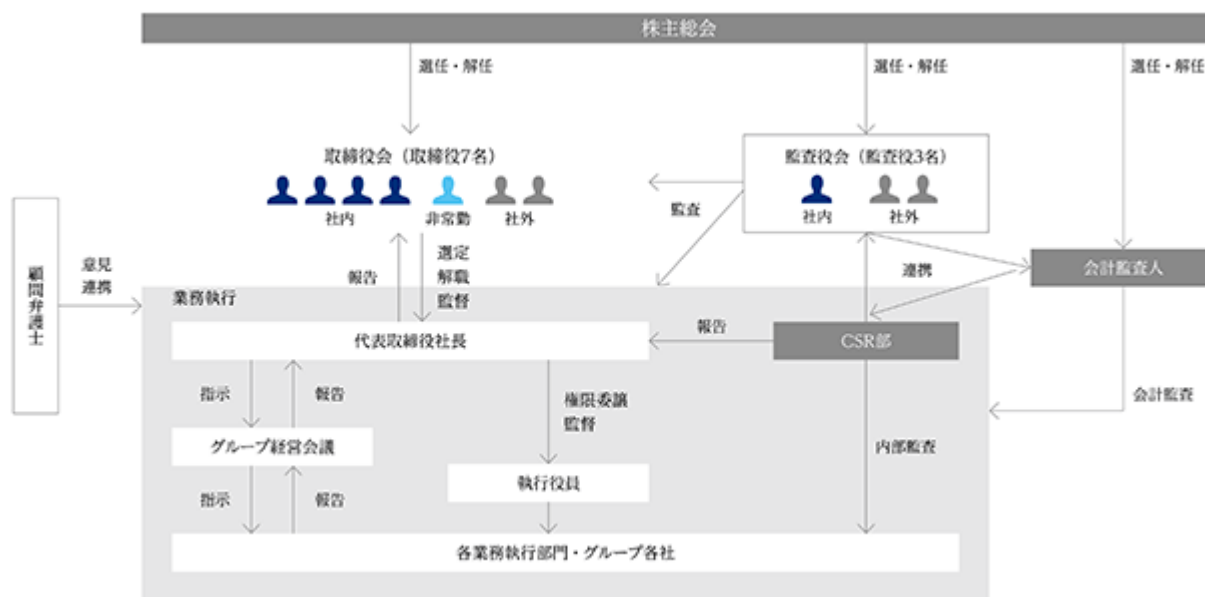 株主総会
選任・解任
選任・解任
選任・解任
取締役会（取締役7名）
社内
非常勤
社外
監査役会（監査役3名）
社内
社外
監査
顧問弁護士
意見
連携
報告
選定
解職
監督
連携
会計監査人
業務執行
代表取締役社長
報告
CSR部
指示
報告
権限委譲
監督
会計監査
グループ経営会議
内部監査
指示
報告
執行役員
各業務執行部門・グループ各社